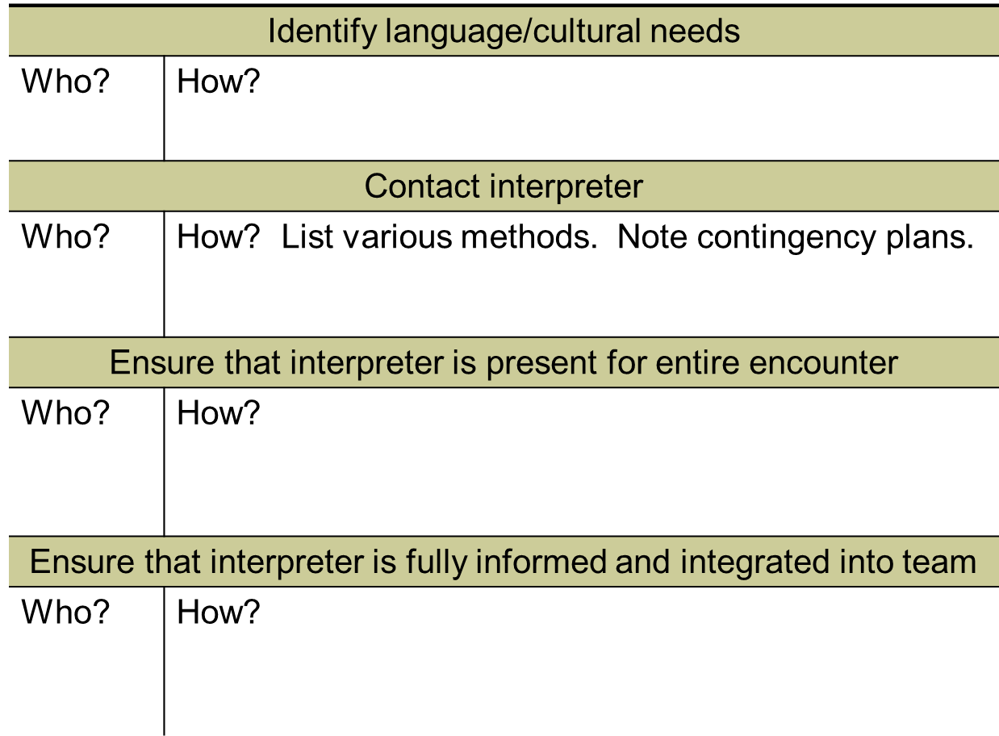 Identify language/cultural needs
Who? How?
Contact interpreter
Who? How? List various methods. Note contingency plans.
Ensure that interpreter is present for entire encounter
Who? How?
Ensure that interpreter is fully informed and integrated into team
Who? How?